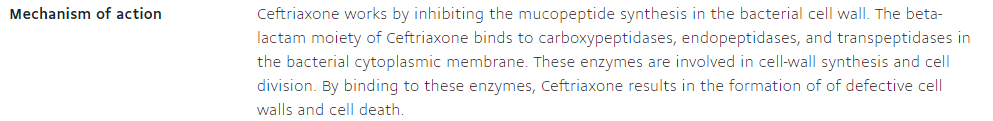 Mechanism of action
Ceftriaxone works by inhibiting the mucopeptide synthesis in the bacterial cell wall. The beta-
lactam moiety of Ceftriaxone binds to carboxypeptidases, endopeptidases, and transpeptidases in
the bacterial cytoplasmic membrane. These enzymes are involved in cell-wall synthesis and cell
division. By binding to these enzymes, Ceftriaxone results in the formation of of defective cell
walls and cell death.